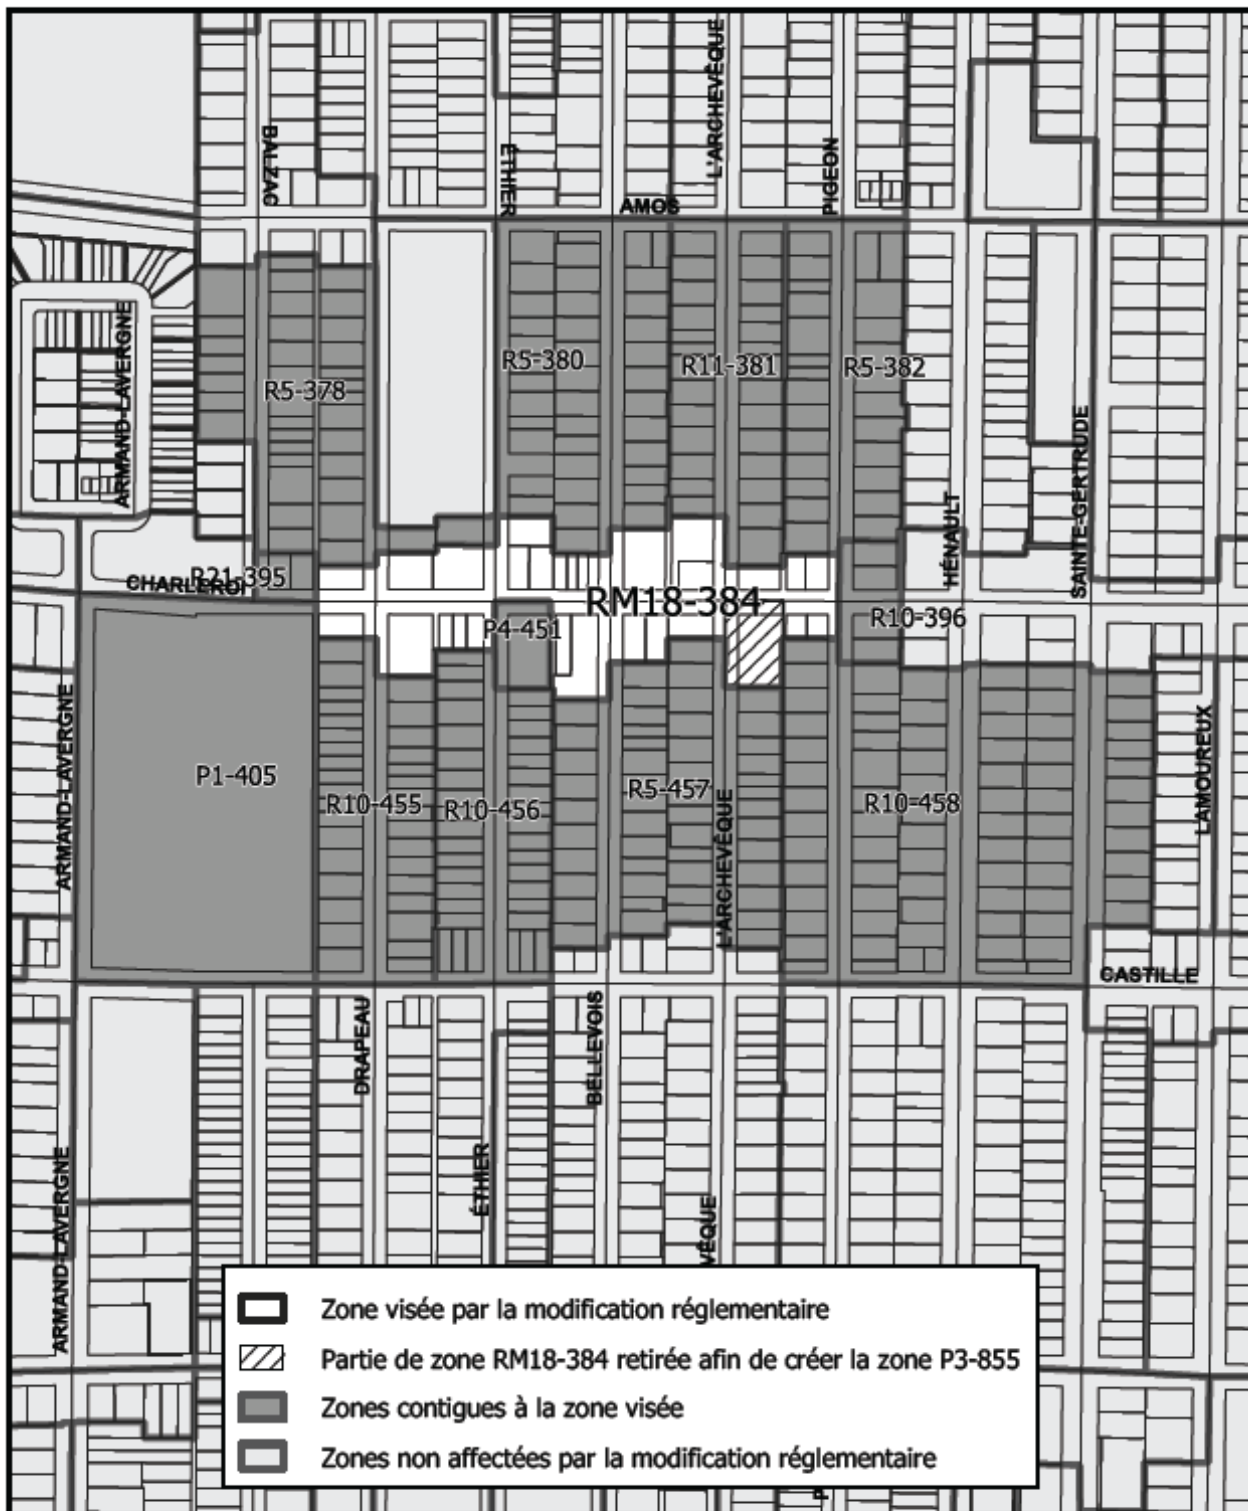 L'ARCHEVÊQUE
BALZAC
ÉTHIER
PIGEON
AMOS
ARMAND-LAVERGNE
R5-378
R5-380
R11-381
R5-382
SAINTE-GERTRUDE
HÉNAULT
R21-395
CHARLEROI
RM18-384
P4-451
R10-396
ARMAND-LAVERGNE
LAMOUREUX
P1-405
R10-455
R10-456
R5-457
R10-458
L'ARCHEVÊQUE
CASTILLE
DRAPEAU
BELLEVOIS
ÉTHIER
ARMAND-LAVERGNE
VÊQUE
Zone visée par la modification réglementaire
Partie de zone RM18-384 retirée afin de créer la zone P3-855
Zones contigues à la zone visée
Zones non affectées par la modification réglementaire